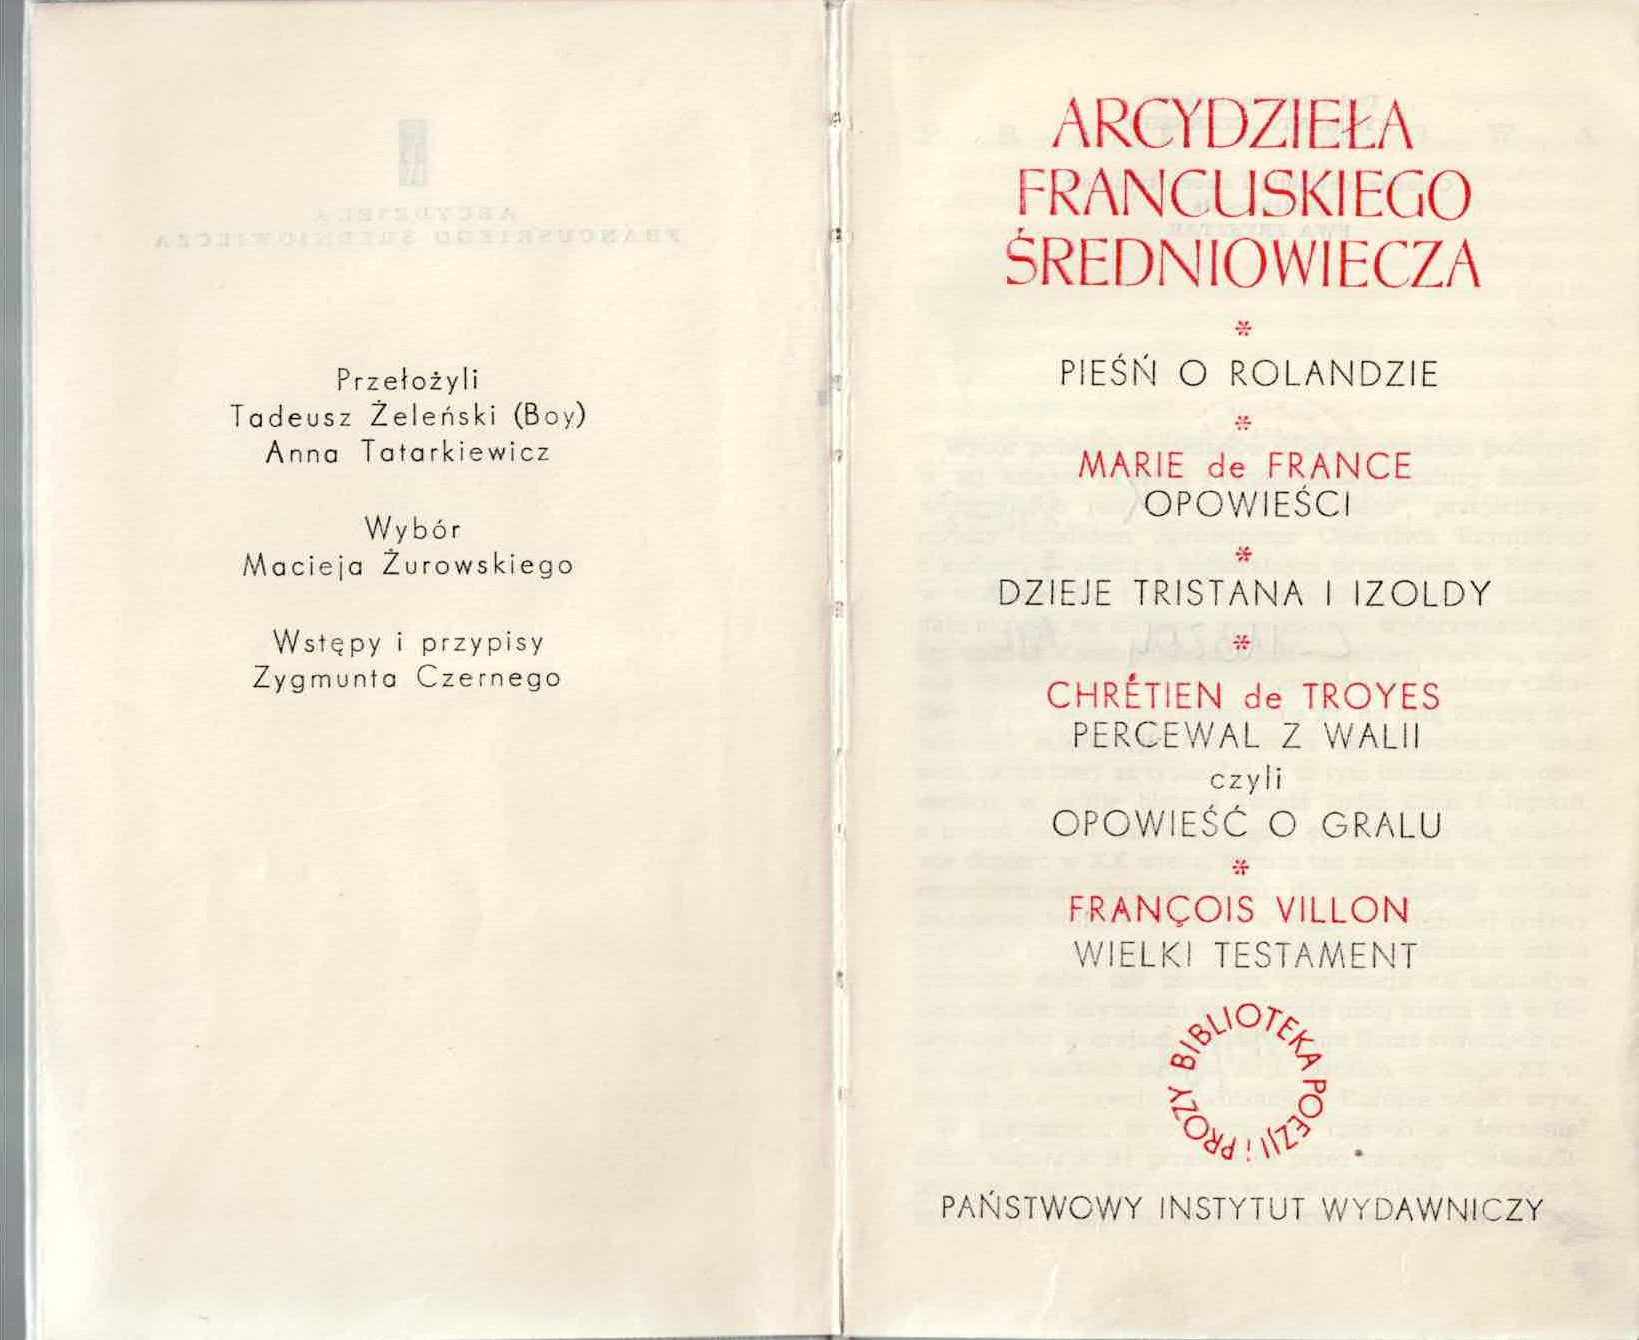 Przełożyli
Tadeusz Żeleński (Boy)
Anna Tatarkiewicz
Wybór
Macieja Żurowskiego
Wstępy i przypisy
Zygmunta Czernego
ARCYDZIEŁA
FRANCUSKIEGO
ŚREDNIOWIECZA
*
PIEŚŃ O ROLANDZIE
*
MARIE de FRANCE
OPOWIEŚCI
*
DZIEJE TRISTANA I IZOLDY
*
CHRÉTIEN de TROYES
PERCEWAL Z WALII
czyli
OPOWIEŚĆ O GRALU
*
FRANÇOIS VILLON
WIELKI TESTAMENT
BIBLIOTEKA POEZJI i PROZY
PAŃSTWOWY INSTYTUT WYDAWNICZY